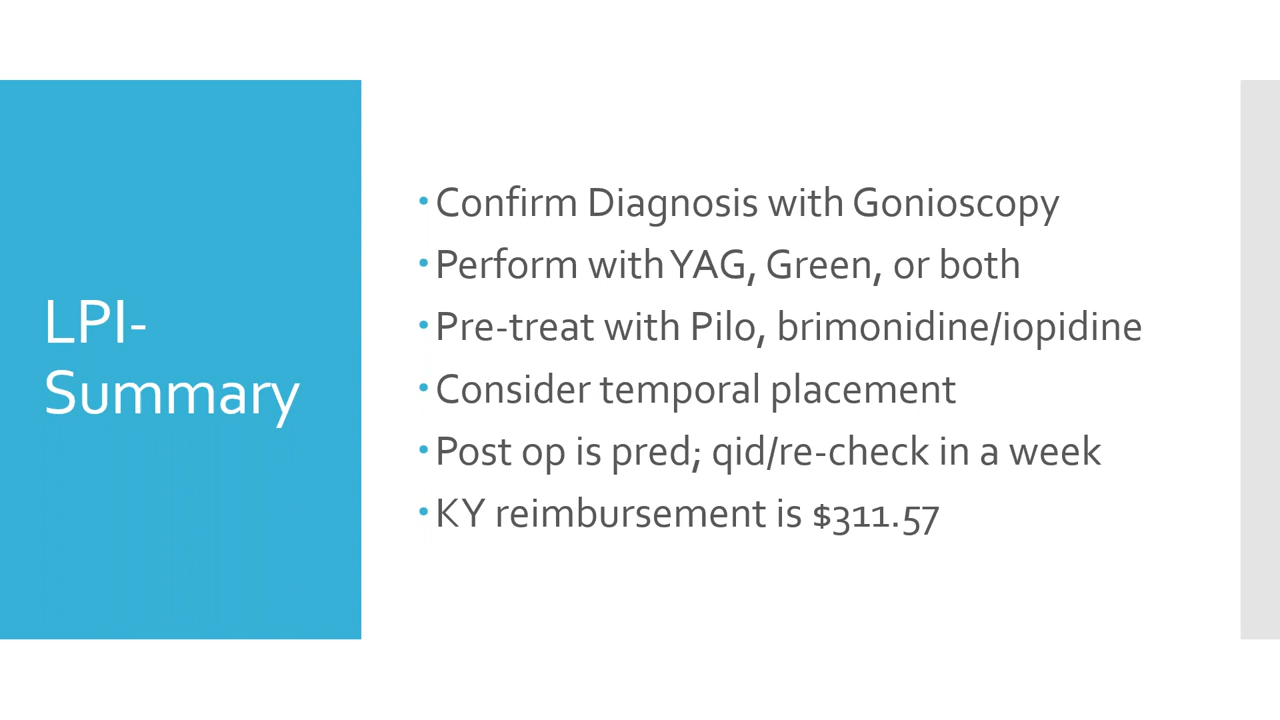 LPI-
Summary
•Confirm Diagnosis with Gonioscopy
•Perform with YAG, Green, or both
•Pre-treat with Pilo, brimonidine/iopidine
•Consider temporal placement
•Post op is pred; qid/re-check in a week
•KY reimbursement is $311.57